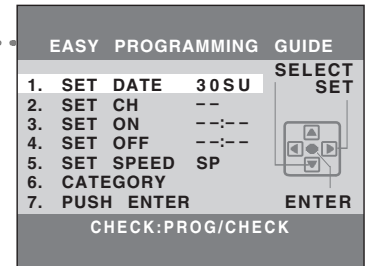 EASY PROGRAMMING GUIDE
SELECT
SET
1. SET DATE 30SU
2. SET CH --
3. SET ON --:--
4. SET OFF --:--
5. SET SPEED SP
6. CATEGORY
7. PUSH ENTER
ENTER
CHECK:PROG/CHECK